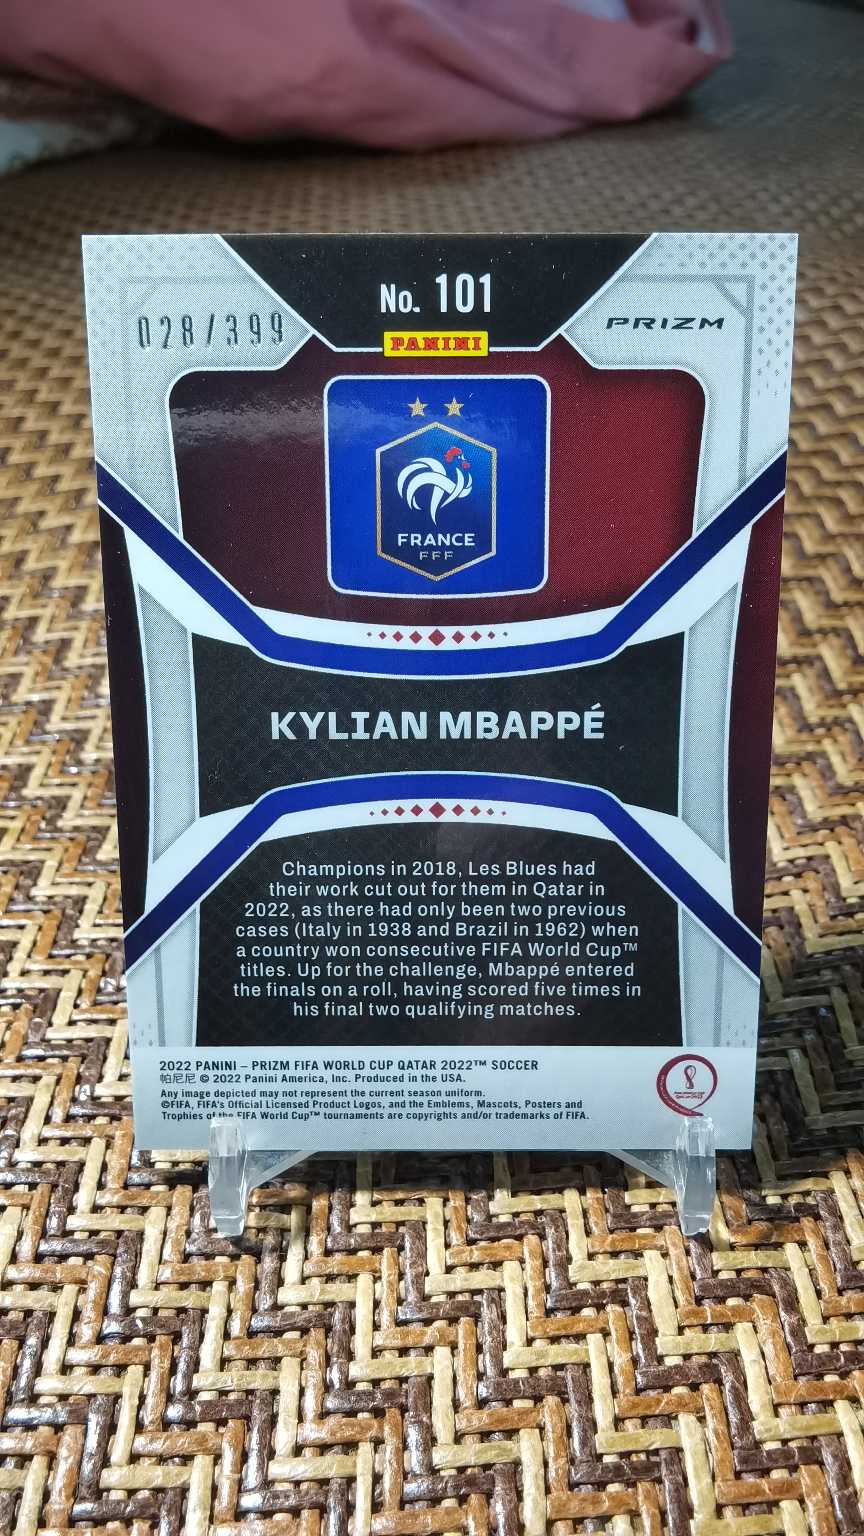 No. 101
028/399
PRIZM
PANINI
FRANCE
FFF
KYLIAN MBAPPÉ
Champions in 2018, Les Blues had
their work cut out for them in Qatar in
2022, as there had only been two previous
cases (Italy in 1938 and Brazil in 1962) when
a country won consecutive FIFA World Cup™
titles. Up for the challenge, Mbappé entered
the finals on a roll, having scored five times in
his final two qualifying matches.
2022 PANINI – PRIZM FIFA WORLD CUP QATAR 2022™ SOCCER
帕尼尼 © 2022 Panini America, Inc. Produced in the USA.
Any image depicted may not represent the current season uniform.
©FIFA, FIFA's Official Licensed Product Logos, and the Emblems, Mascots, Posters and
Trophies of the FIFA World Cup™ tournaments are copyrights and/or trademarks of FIFA.